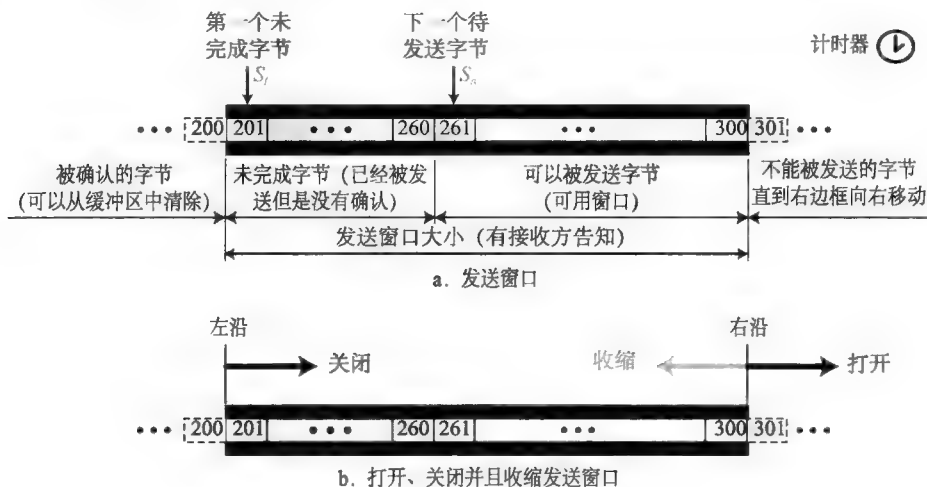 第一个未
完成字节
下一个待
发送字节
计时器
Sf
Sn
••• 200 201 ••• 260 261 ••• 300 301 •••
被确认的字节
(可以从缓冲区中清除)
未完成字节 (已经被发
送但是没有确认)
可以被发送字节
(可用窗口)
不能被发送的字节
直到右边框向右移动
发送窗口大小 (有接收方告知)
a. 发送窗口
左沿
右沿
关闭
收缩
打开
••• 200 201 ••• 260 261 ••• 300 301 •••
b. 打开、关闭并且收缩发送窗口